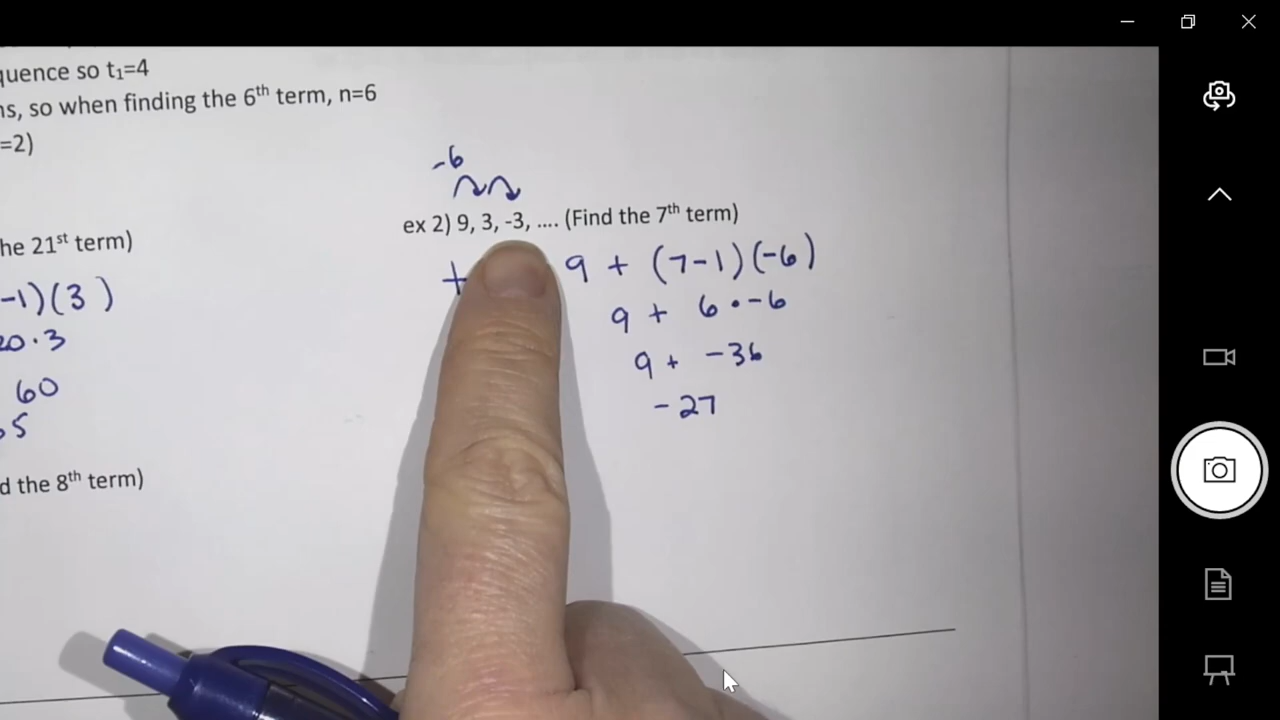 quence so t₁=4
ns, so when finding the 6th term, n=6
=2)
he 21st term)
-1)(3)
20·3
60
65
d the 8th term)
-6
ex 2) 9, 3, -3, .... (Find the 7th term)
9 + (7-1)(-6)
9 + 6·-6
9 + -36
-27